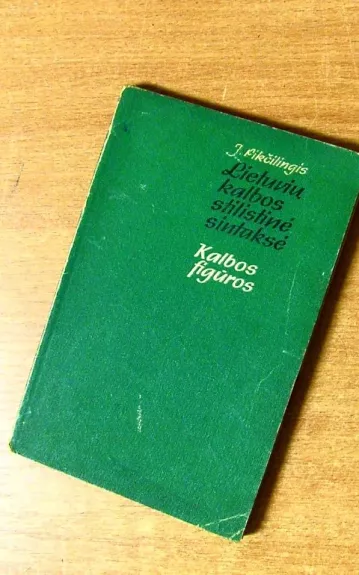 J. Pikčilingis
Lietuvių
kalbos
stilistinė
sintaksė
Kalbos
figūros